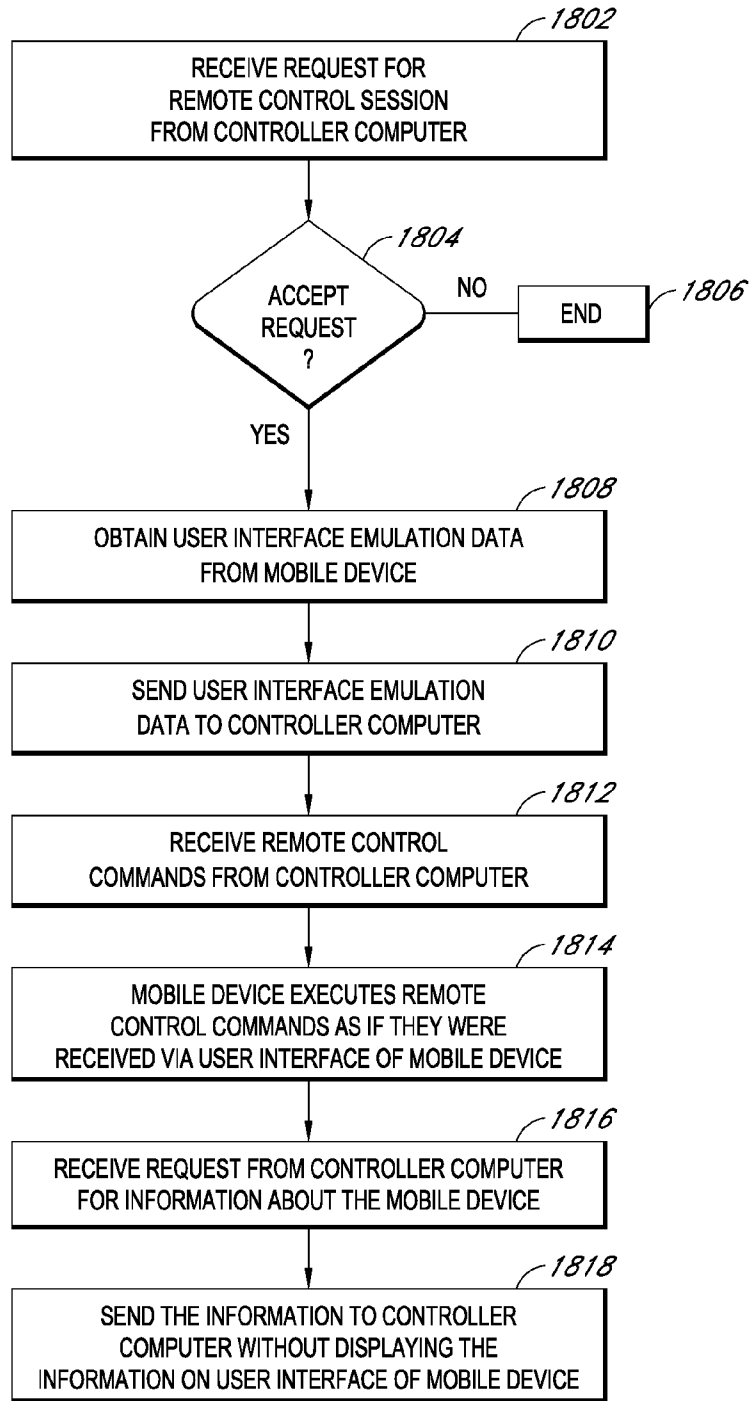 1802
RECEIVE REQUEST FOR
REMOTE CONTROL SESSION
FROM CONTROLLER COMPUTER
1804
ACCEPT
REQUEST
?
NO
END
1806
YES
1808
OBTAIN USER INTERFACE EMULATION DATA
FROM MOBILE DEVICE
1810
SEND USER INTERFACE EMULATION
DATA TO CONTROLLER COMPUTER
1812
RECEIVE REMOTE CONTROL
COMMANDS FROM CONTROLLER COMPUTER
1814
MOBILE DEVICE EXECUTES REMOTE
CONTROL COMMANDS AS IF THEY WERE
RECEIVED VIA USER INTERFACE OF MOBILE DEVICE
1816
RECEIVE REQUEST FROM CONTROLLER COMPUTER
FOR INFORMATION ABOUT THE MOBILE DEVICE
1818
SEND THE INFORMATION TO CONTROLLER
COMPUTER WITHOUT DISPLAYING THE
INFORMATION ON USER INTERFACE OF MOBILE DEVICE